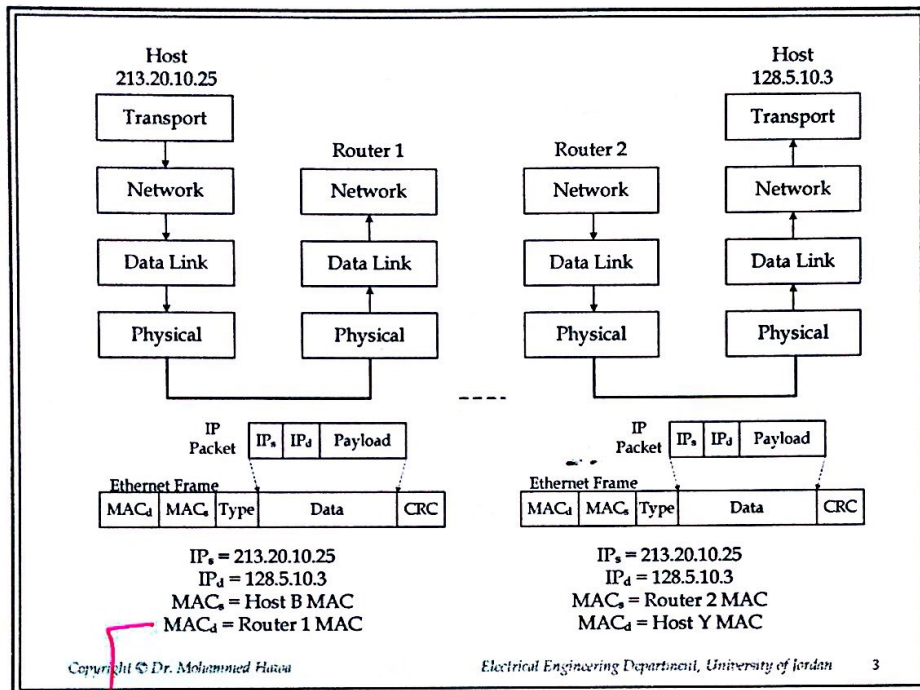 Host
213.20.10.25
Transport
Network
Data Link
Physical
Router 1
Network
Data Link
Physical
Router 2
Network
Data Link
Physical
Host
128.5.10.3
Transport
Network
Data Link
Physical
IP
Packet
IPs IPd Payload
Ethernet Frame
MACd MACs Type Data CRC
IPs = 213.20.10.25
IPd = 128.5.10.3
MACs = Host B MAC
MACd = Router 1 MAC
IP
Packet
IPs IPd Payload
Ethernet Frame
MACd MACs Type Data CRC
IPs = 213.20.10.25
IPd = 128.5.10.3
MACs = Router 2 MAC
MACd = Host Y MAC
Copyright © Dr. Mohammed Hawa
Electrical Engineering Department, University of Jordan 3